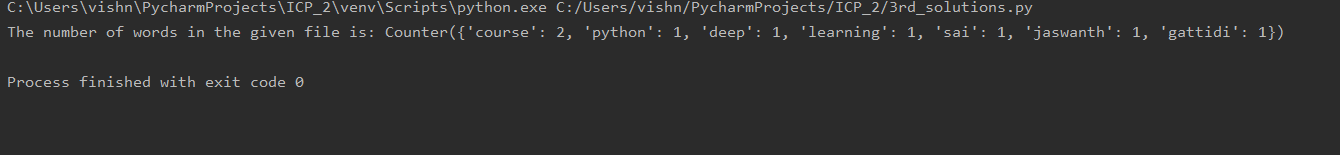 C:\Users\vishn\PycharmProjects\ICP_2\venv\Scripts\python.exe C:/Users/vishn/PycharmProjects/ICP_2/3rd_solutions.py
The number of words in the given file is: Counter({'course': 2, 'python': 1, 'deep': 1, 'learning': 1, 'sai': 1, 'jaswanth': 1, 'gattidi': 1})
Process finished with exit code 0